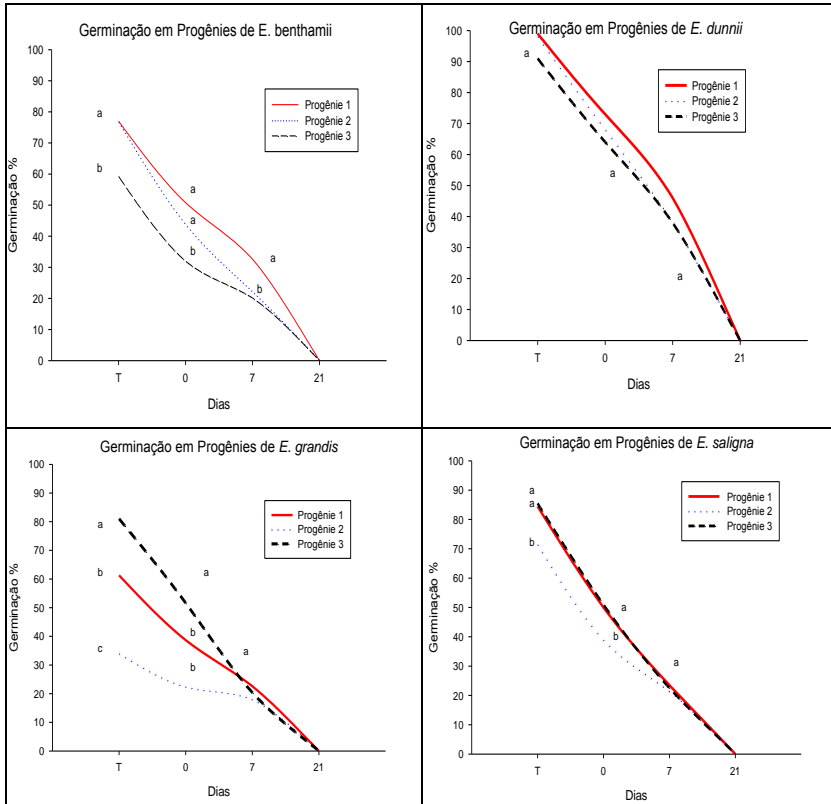 Germinação em Progênies de E. benthamii
100
90
80
70
60
50
40
30
20
10
0
Germinação %
a
b
a
a
b
a
b
Progênie 1
Progênie 2
Progênie 3
T 0 7 21
Dias
Germinação em Progênies de E. dunnii
100
90
80
70
60
50
40
30
20
10
0
Germinação %
a
a
a
Progênie 1
Progênie 2
Progênie 3
T 0 7 21
Dias
Germinação em Progênies de E. grandis
100
90
80
70
60
50
40
30
20
10
0
Germinação %
a
b
c
a
b
b
a
Progênie 1
Progênie 2
Progênie 3
T 0 7 21
Dias
Germinação em Progênies de E. saligna
100
90
80
70
60
50
40
30
20
10
0
Germinação %
a
a
b
a
b
a
Progênie 1
Progênie 2
Progênie 3
T 0 7 21
Dias